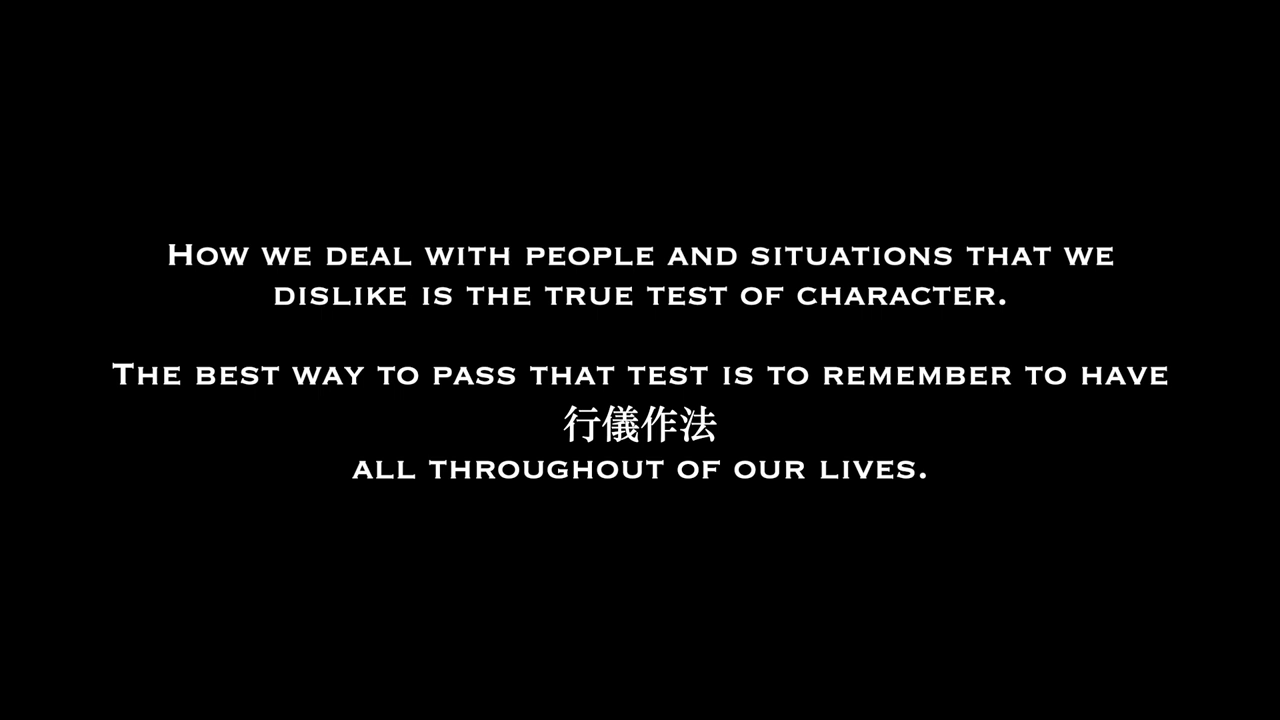 How we deal with people and situations that we
dislike is the true test of character.
The best way to pass that test is to remember to have
行儀作法
all throughout of our lives.